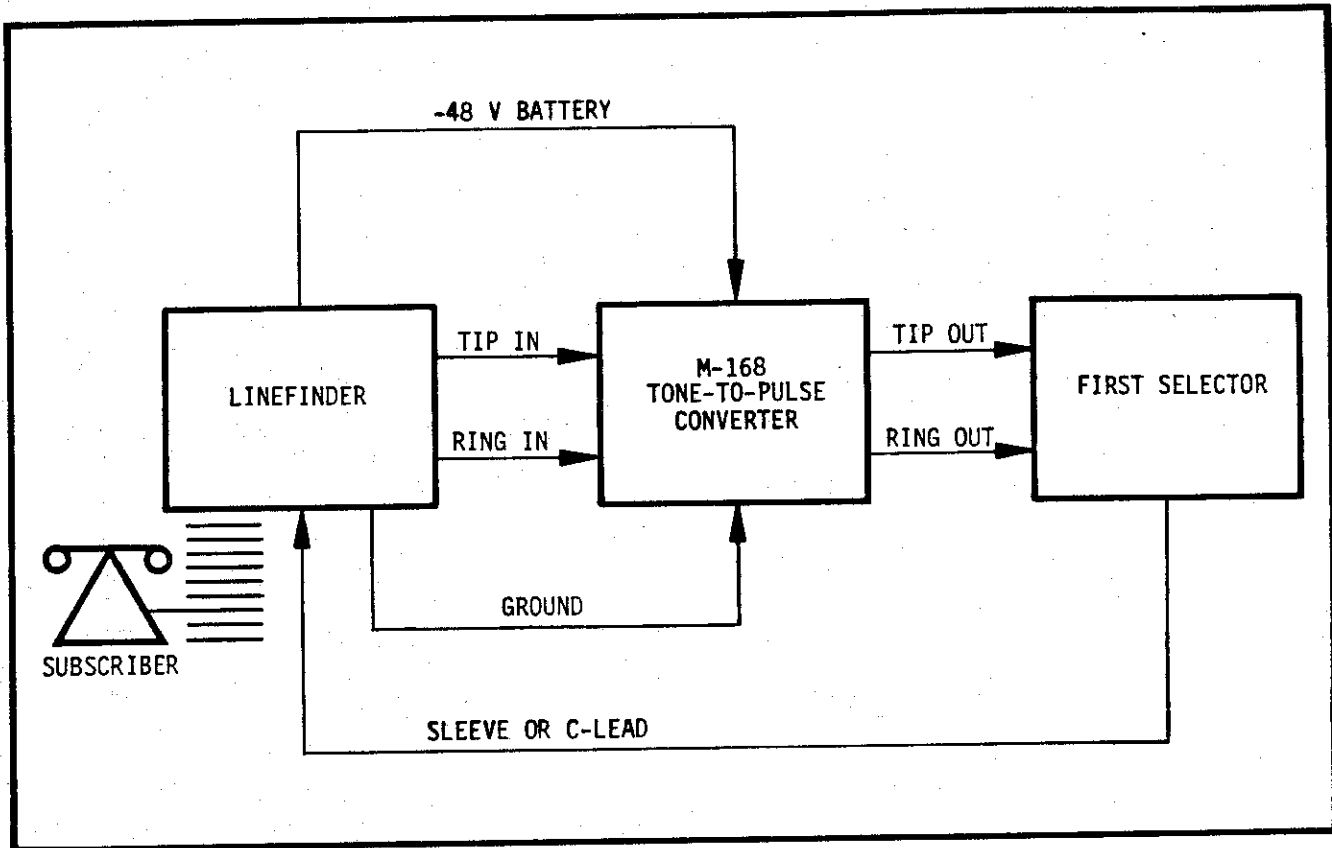 -48 V BATTERY
TIP IN
TIP OUT
LINEFINDER
M-168
TONE-TO-PULSE
CONVERTER
FIRST SELECTOR
RING IN
RING OUT
GROUND
SUBSCRIBER
SLEEVE OR C-LEAD